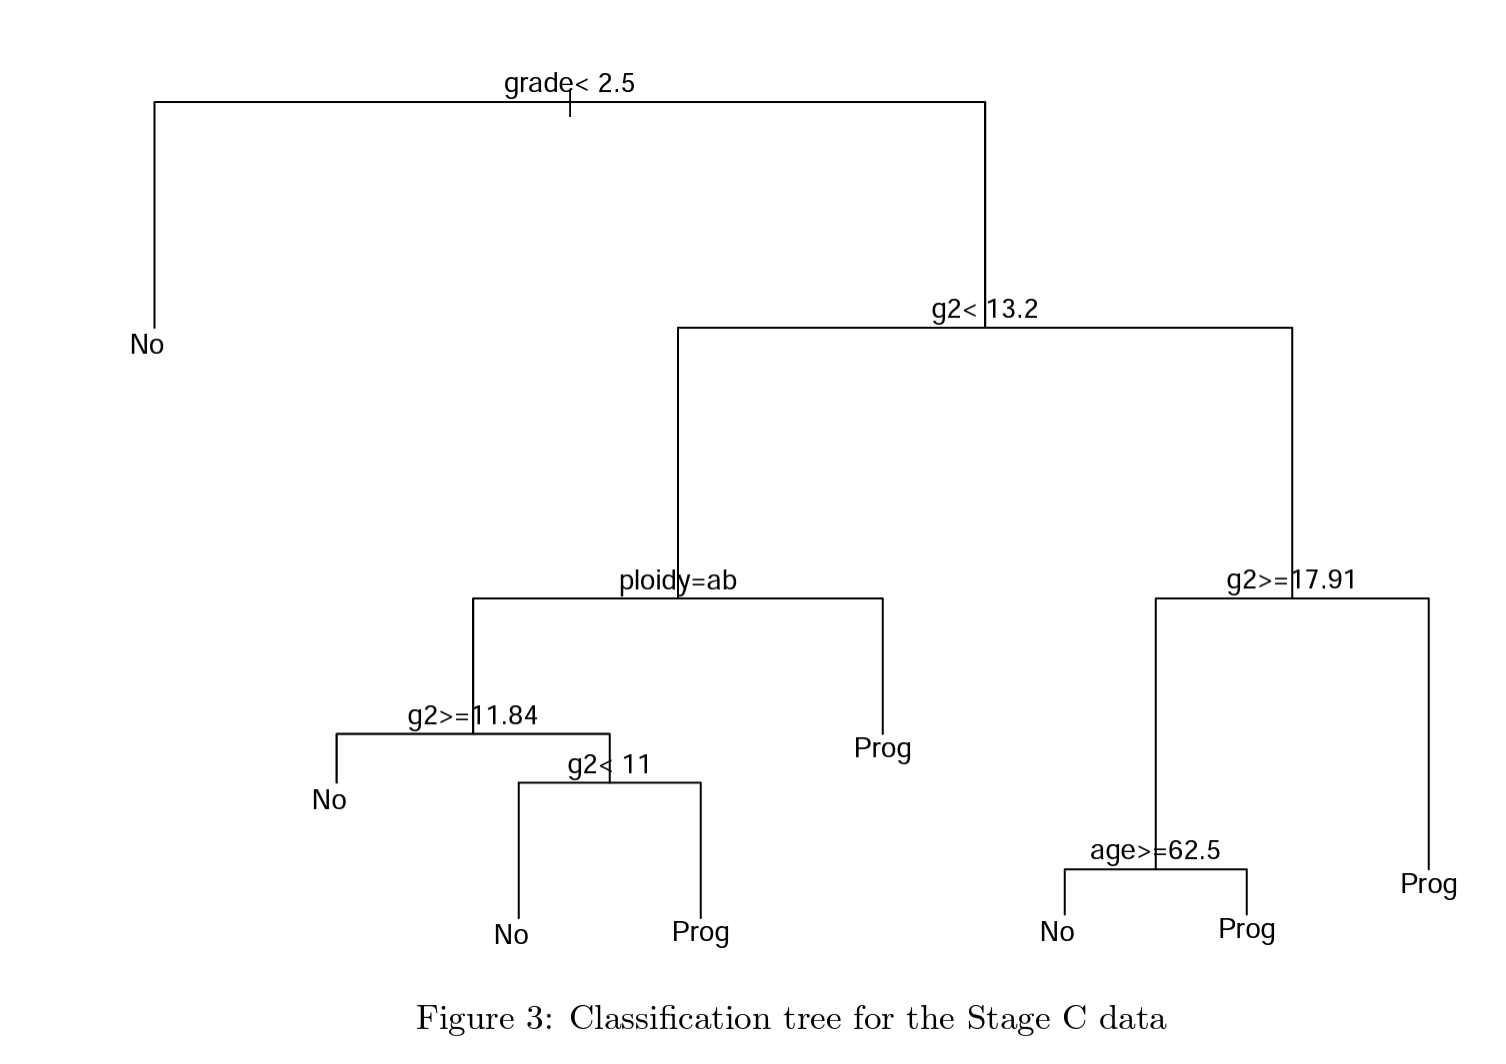 grade< 2.5
No
g2< 13.2
ploidy=ab
g2>=17.91
g2>=11.84
g2< 11
Prog
No
age>=62.5
Prog
No
Prog
No
Prog
Figure 3: Classification tree for the Stage C data